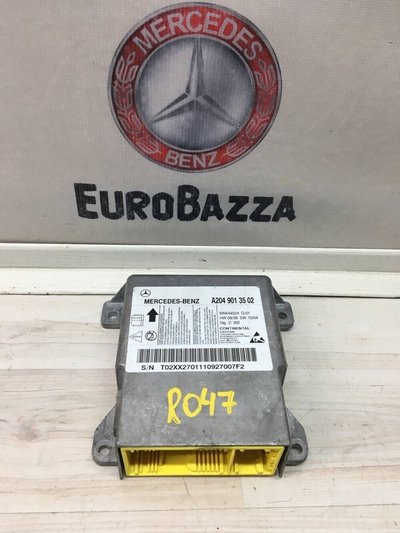 MERCEDES
BENZ
EUROBAZZA
MERCEDES-BENZ A204 901 35 02
CONTINENTAL
S/N T02XX2701110927007F2
R047